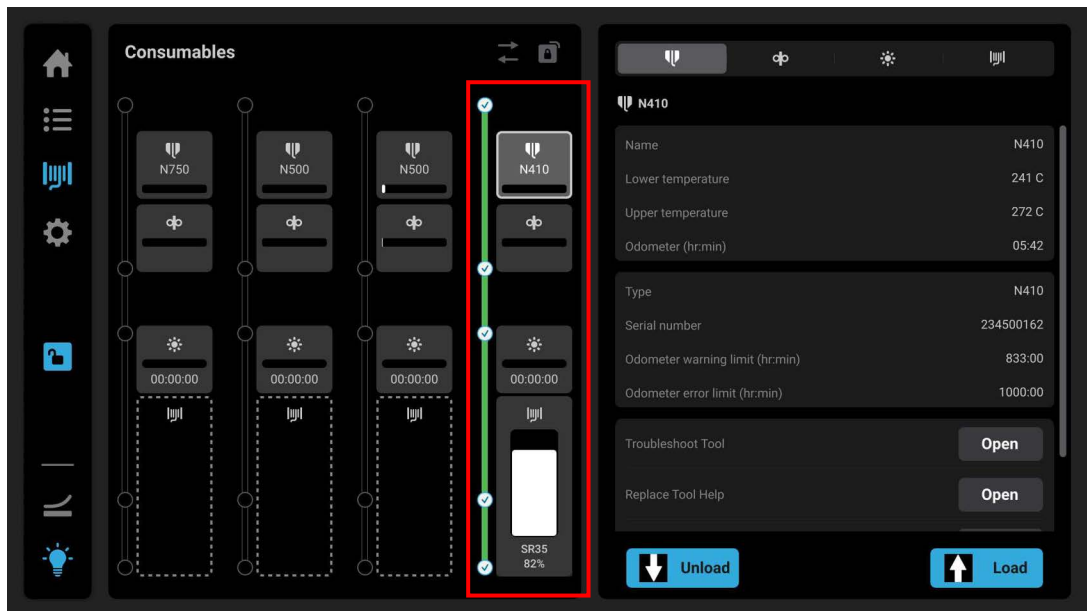 Consumables
N750
N500
N500
N410
00:00:00
00:00:00
00:00:00
00:00:00
SR35
82%
N410
Name N410
Lower temperature 241 C
Upper temperature 272 C
Odometer (hr:min) 05:42
Type N410
Serial number 234500162
Odometer warning limit (hr:min) 833:00
Odometer error limit (hr:min) 1000:00
Troubleshoot Tool Open
Replace Tool Help Open
Unload
Load